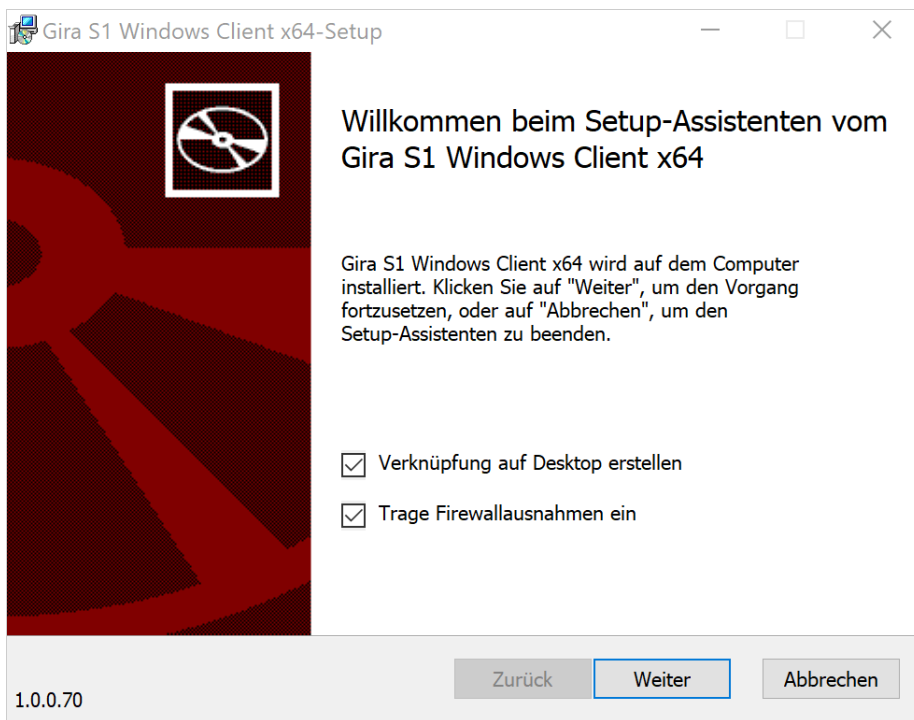 Gira S1 Windows Client x64-Setup
Willkommen beim Setup-Assistenten vom
Gira S1 Windows Client x64
Gira S1 Windows Client x64 wird auf dem Computer
installiert. Klicken Sie auf "Weiter", um den Vorgang
fortzusetzen, oder auf "Abbrechen", um den
Setup-Assistenten zu beenden.
Verknüpfung auf Desktop erstellen
Trage Firewallausnahmen ein
Zurück
Weiter
Abbrechen
1.0.0.70